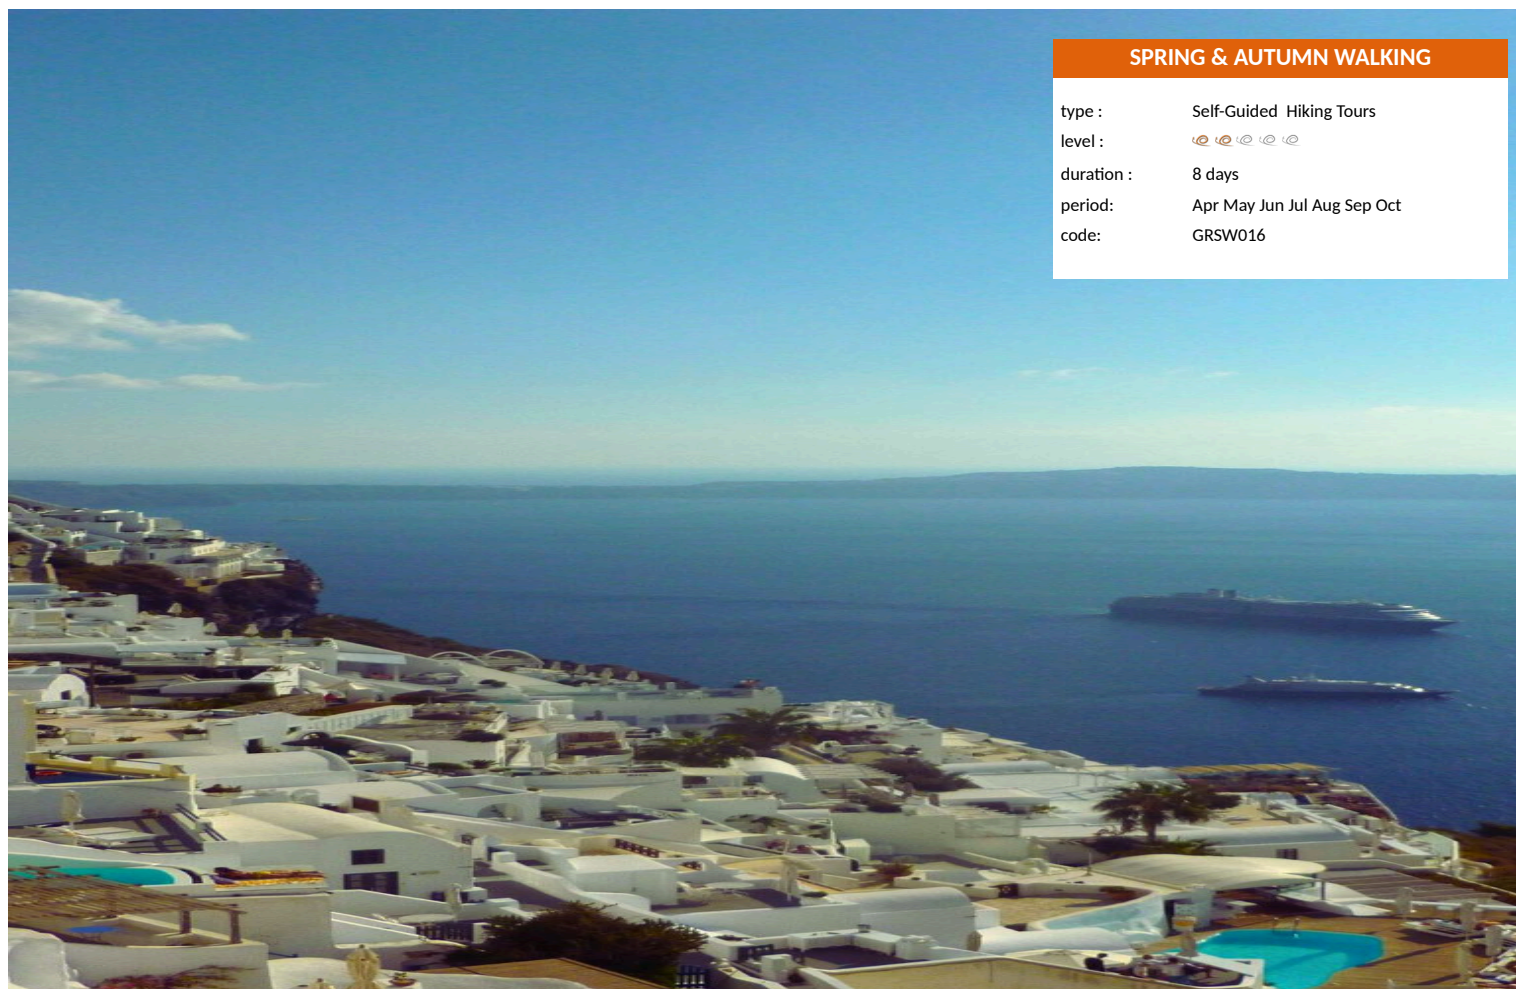 SPRING & AUTUMN WALKING
type : Self-Guided Hiking Tours
level :
duration : 8 days
period: Apr May Jun Jul Aug Sep Oct
code: GRSW016